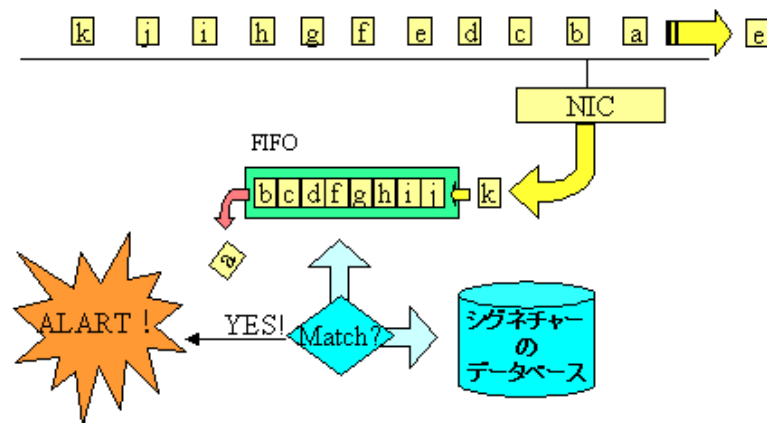 k j i h g f e d c b a e
NIC
FIFO
b c d f g h i j k
a
ALART！
YES!
Match?
シグネチャー
の
データベース